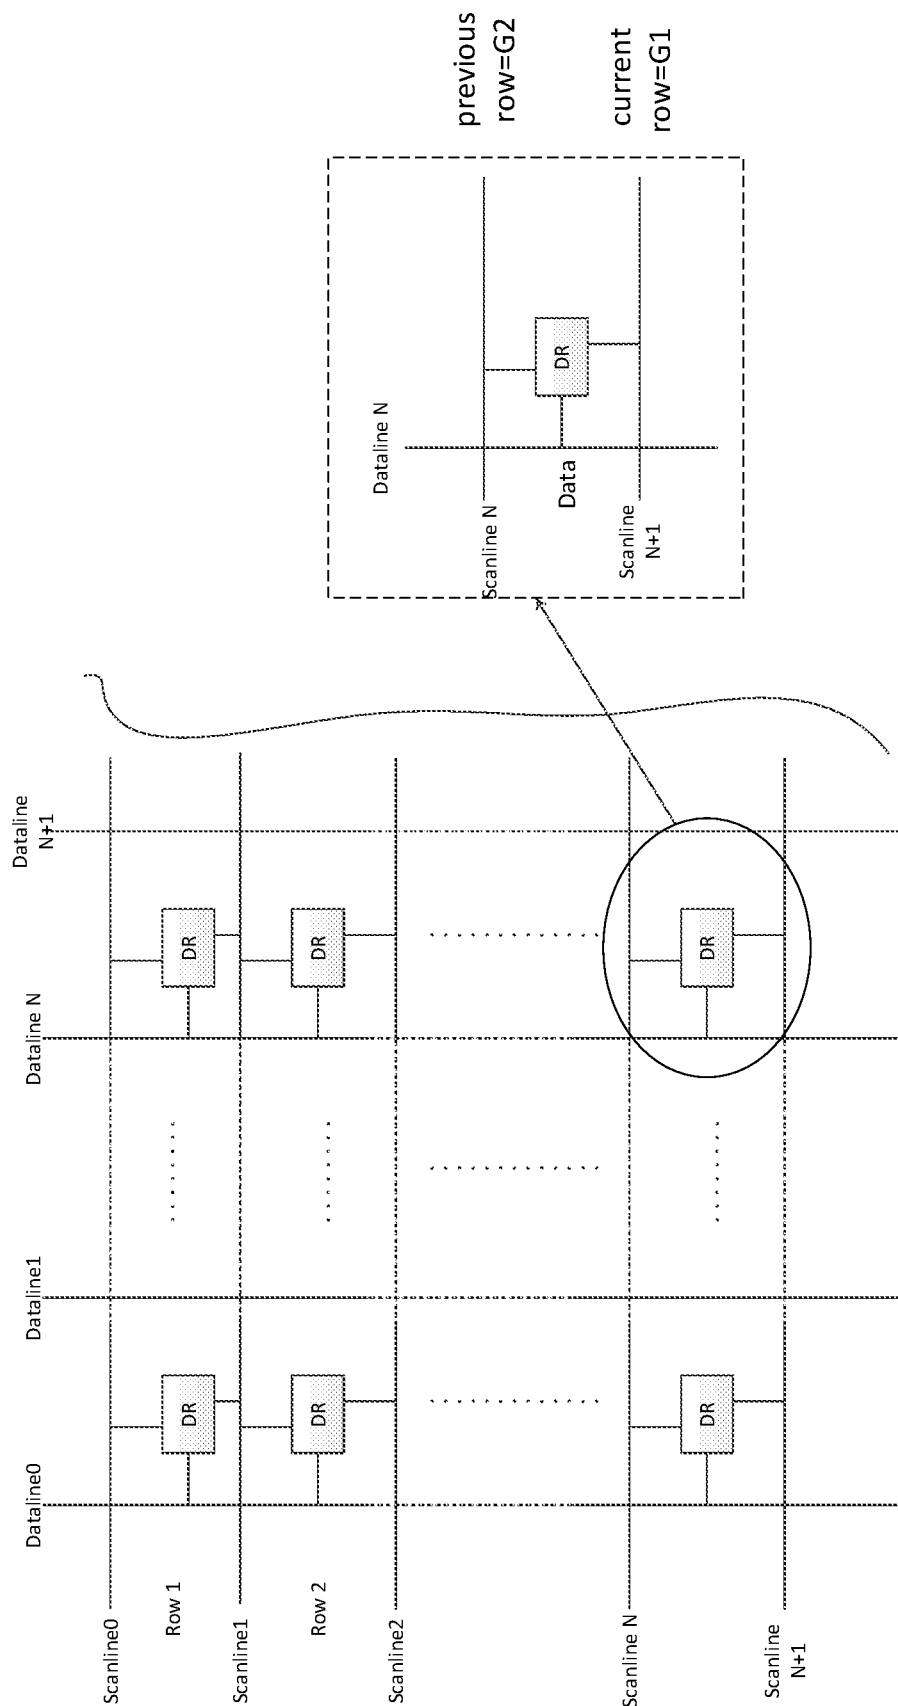 Dataline0
Dataline1
Dataline N
Dataline
N+1
Scanline0
Row 1
DR
DR
Scanline1
Row 2
DR
DR
Scanline2
Scanline N
DR
DR
Scanline
N+1
Dataline N
Scanline N
previous
row=G2
DR
Data
Scanline
N+1
current
row=G1